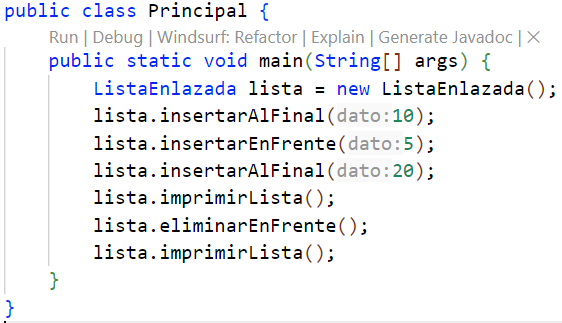 public class Principal {
Run | Debug | Windsurf: Refactor | Explain | Generate Javadoc | ×
public static void main(String[] args) {
ListaEnlazada lista = new ListaEnlazada();
lista.insertarAlFinal(dato:10);
lista.insertarEnFrente(dato:5);
lista.insertarAlFinal(dato:20);
lista.imprimirLista();
lista.eliminarEnFrente();
lista.imprimirLista();
}
}